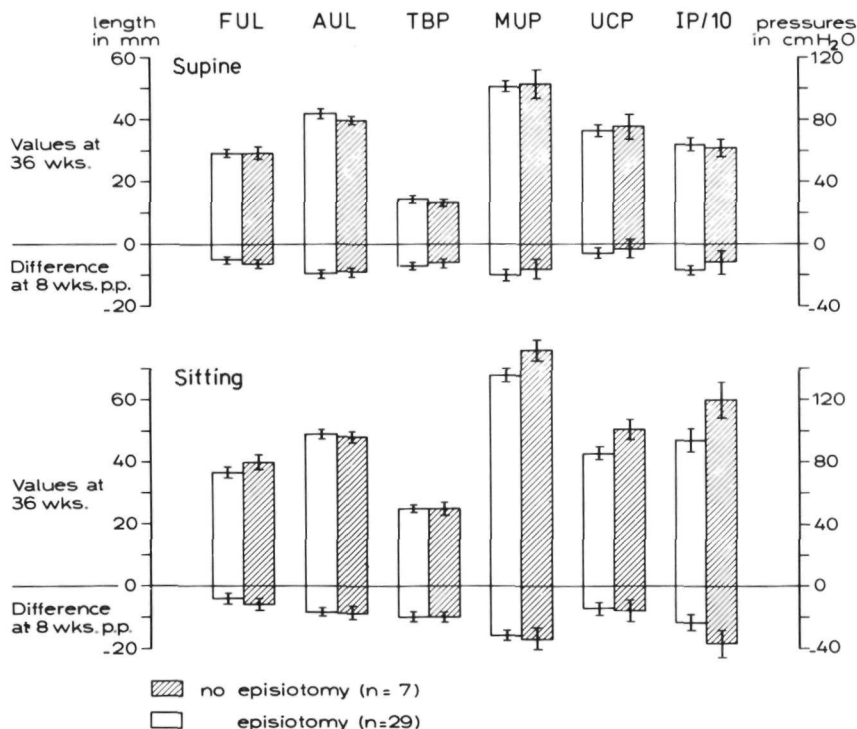 length in mm FUL AUL TBP MUP UCP IP/10 pressures in cmH₂O
Supine
60 120
Values at 36 wks.
40 80
20 40
0 0
Difference at 8 wks. p.p.
-20 -40
Sitting
60 120
Values at 36 wks.
40 80
20 40
0 0
Difference at 8 wks. p.p.
-20 -40
no episiotomy (n= 7)
episiotomy (n=29)